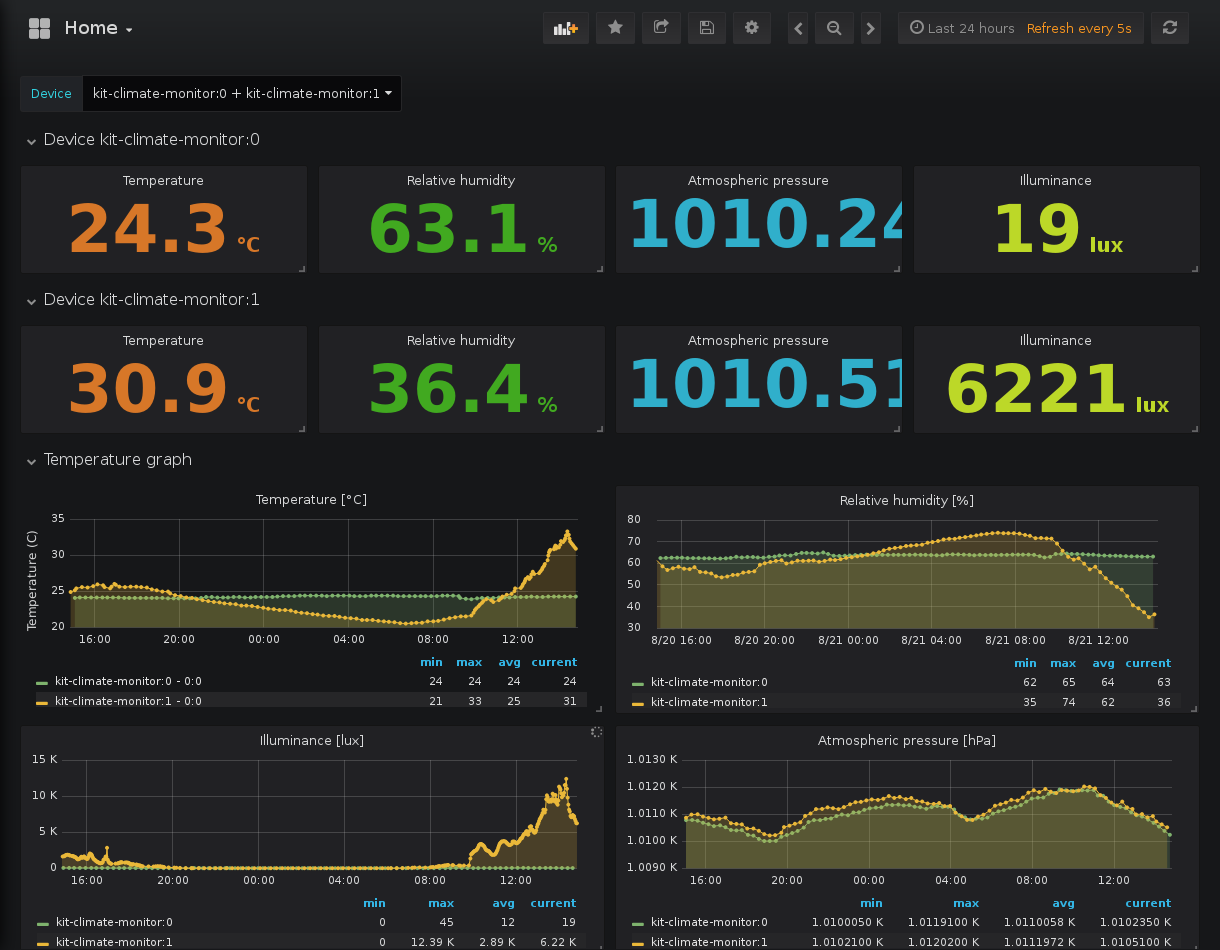 Home
Last 24 hours Refresh every 5s
Device kit-climate-monitor:0 + kit-climate-monitor:1
Device kit-climate-monitor:0
Temperature Relative humidity Atmospheric pressure Illuminance
24.3 °C 63.1 % 1010.24 19 lux
Device kit-climate-monitor:1
Temperature Relative humidity Atmospheric pressure Illuminance
30.9 °C 36.4 % 1010.51 6221 lux
Temperature graph
Temperature [°C]
Temperature (C)
35
30
25
20
16:00 20:00 00:00 04:00 08:00 12:00
min max avg current
kit-climate-monitor:0 - 0:0 24 24 24 24
kit-climate-monitor:1 - 0:0 21 33 25 31
Relative humidity [%]
80
70
60
50
40
30
8/20 16:00 8/20 20:00 8/21 00:00 8/21 04:00 8/21 08:00 8/21 12:00
min max avg current
kit-climate-monitor:0 62 65 64 63
kit-climate-monitor:1 35 74 62 36
Illuminance [lux]
15 K
10 K
5 K
0
16:00 20:00 00:00 04:00 08:00 12:00
min max avg current
kit-climate-monitor:0 0 45 12 19
kit-climate-monitor:1 0 12.39 K 2.89 K 6.22 K
Atmospheric pressure [hPa]
1.0130 K
1.0120 K
1.0110 K
1.0100 K
1.0090 K
16:00 20:00 00:00 04:00 08:00 12:00
min max avg current
kit-climate-monitor:0 1.0100050 K 1.0119100 K 1.0110058 K 1.0102350 K
kit-climate-monitor:1 1.0102100 K 1.0120200 K 1.0111972 K 1.0105100 K